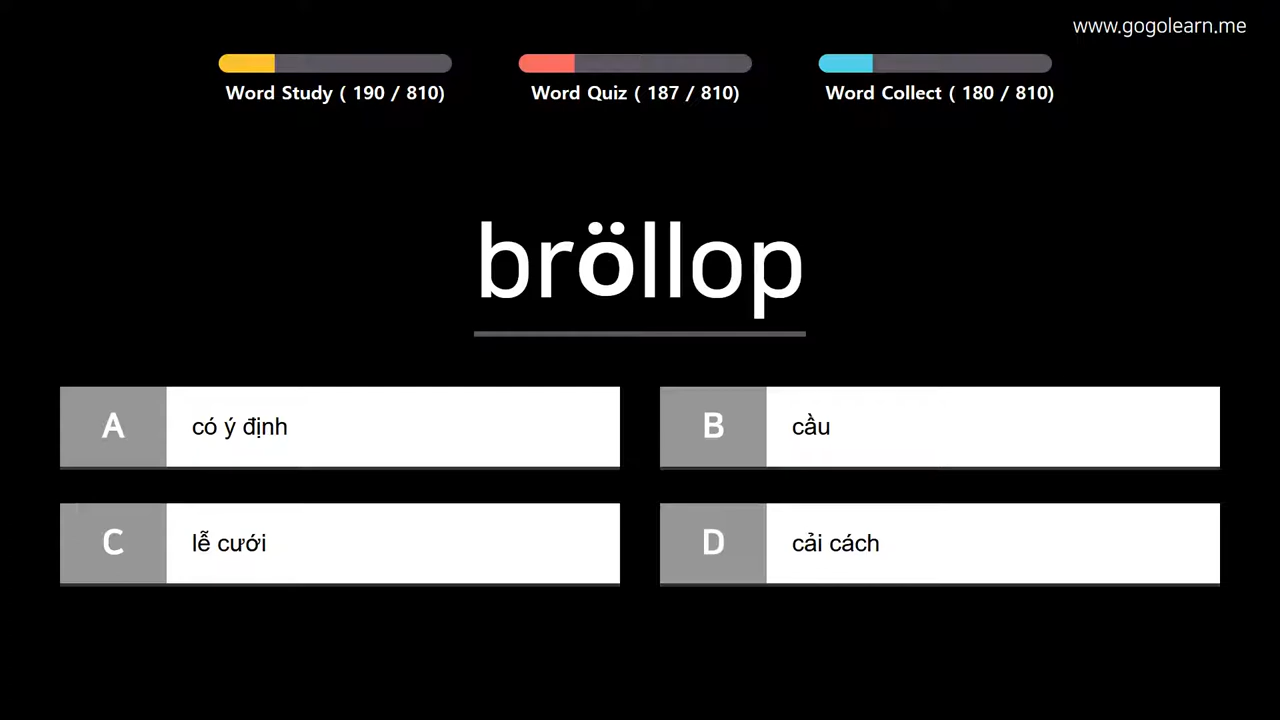 www.gogolearn.me
Word Study ( 190 / 810)
Word Quiz ( 187 / 810)
Word Collect ( 180 / 810)
bröllop
A
có ý định
B
cầu
C
lễ cưới
D
cải cách